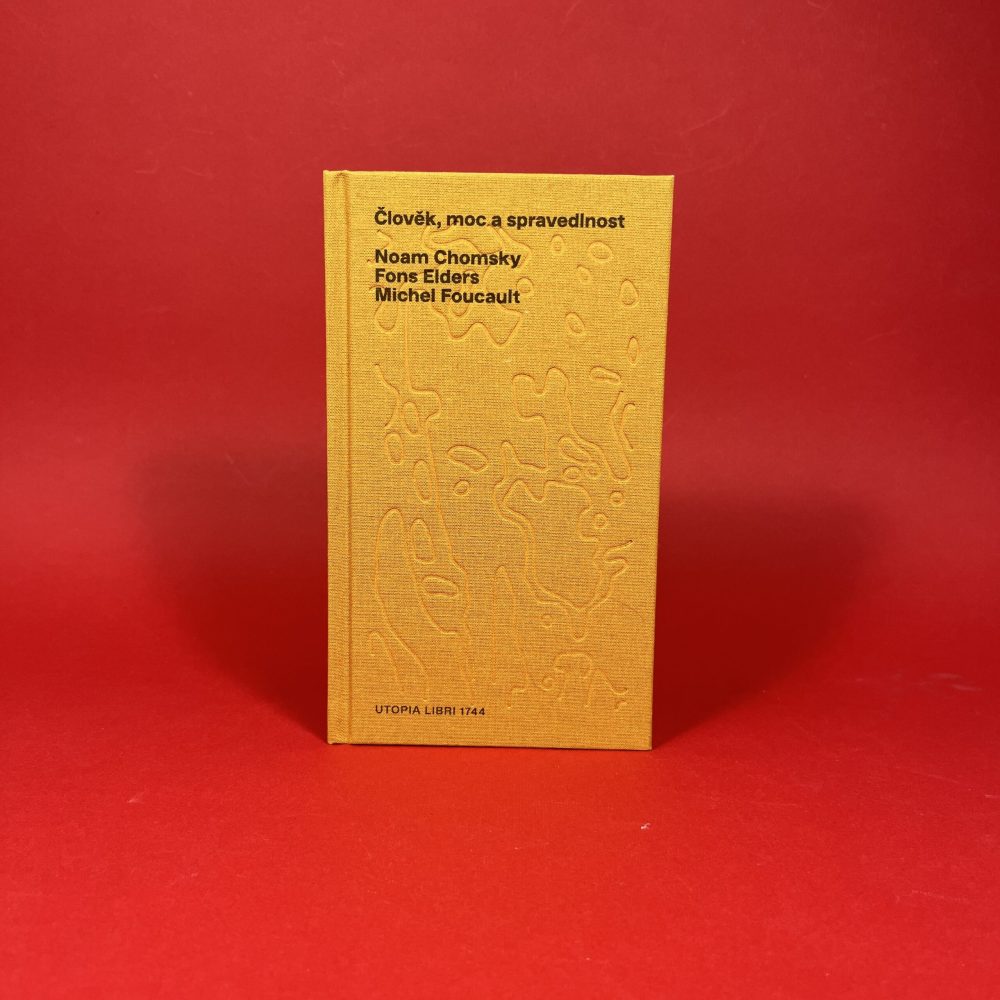 Člověk, moc a spravedlnost
Noam Chomsky
Fons Elders
Michel Foucault
UTOPIA LIBRI 1744